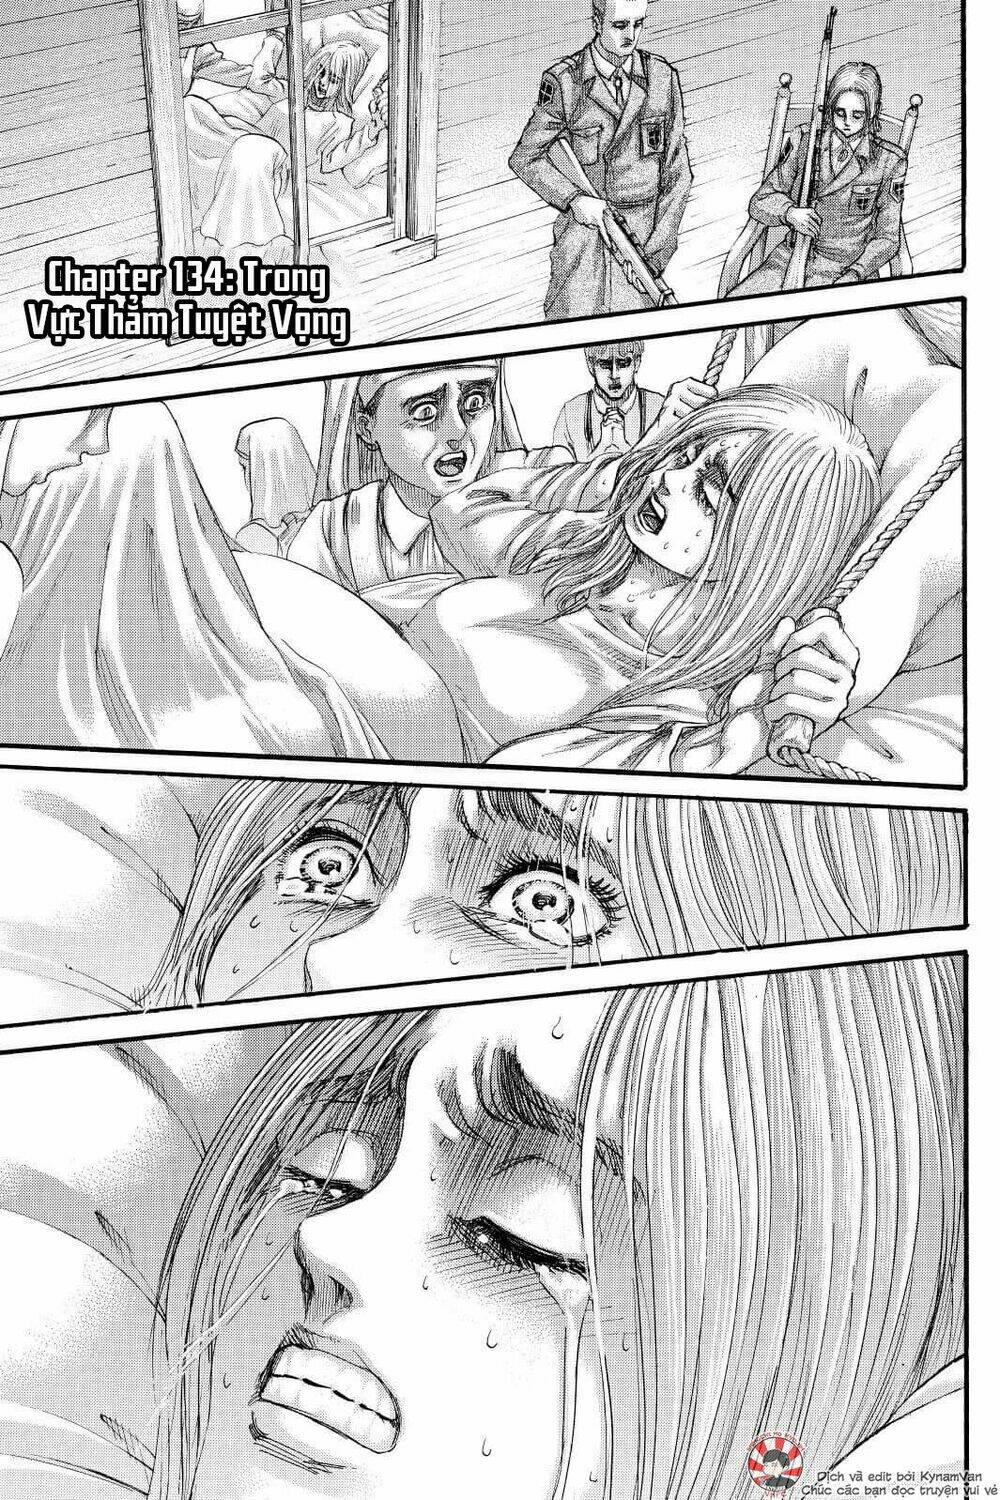 Chapter 134: Trong
Vực Thẳm Tuyệt Vọng
Dịch và edit bởi KynamVan
Chúc các bạn đọc truyện vui vẻ